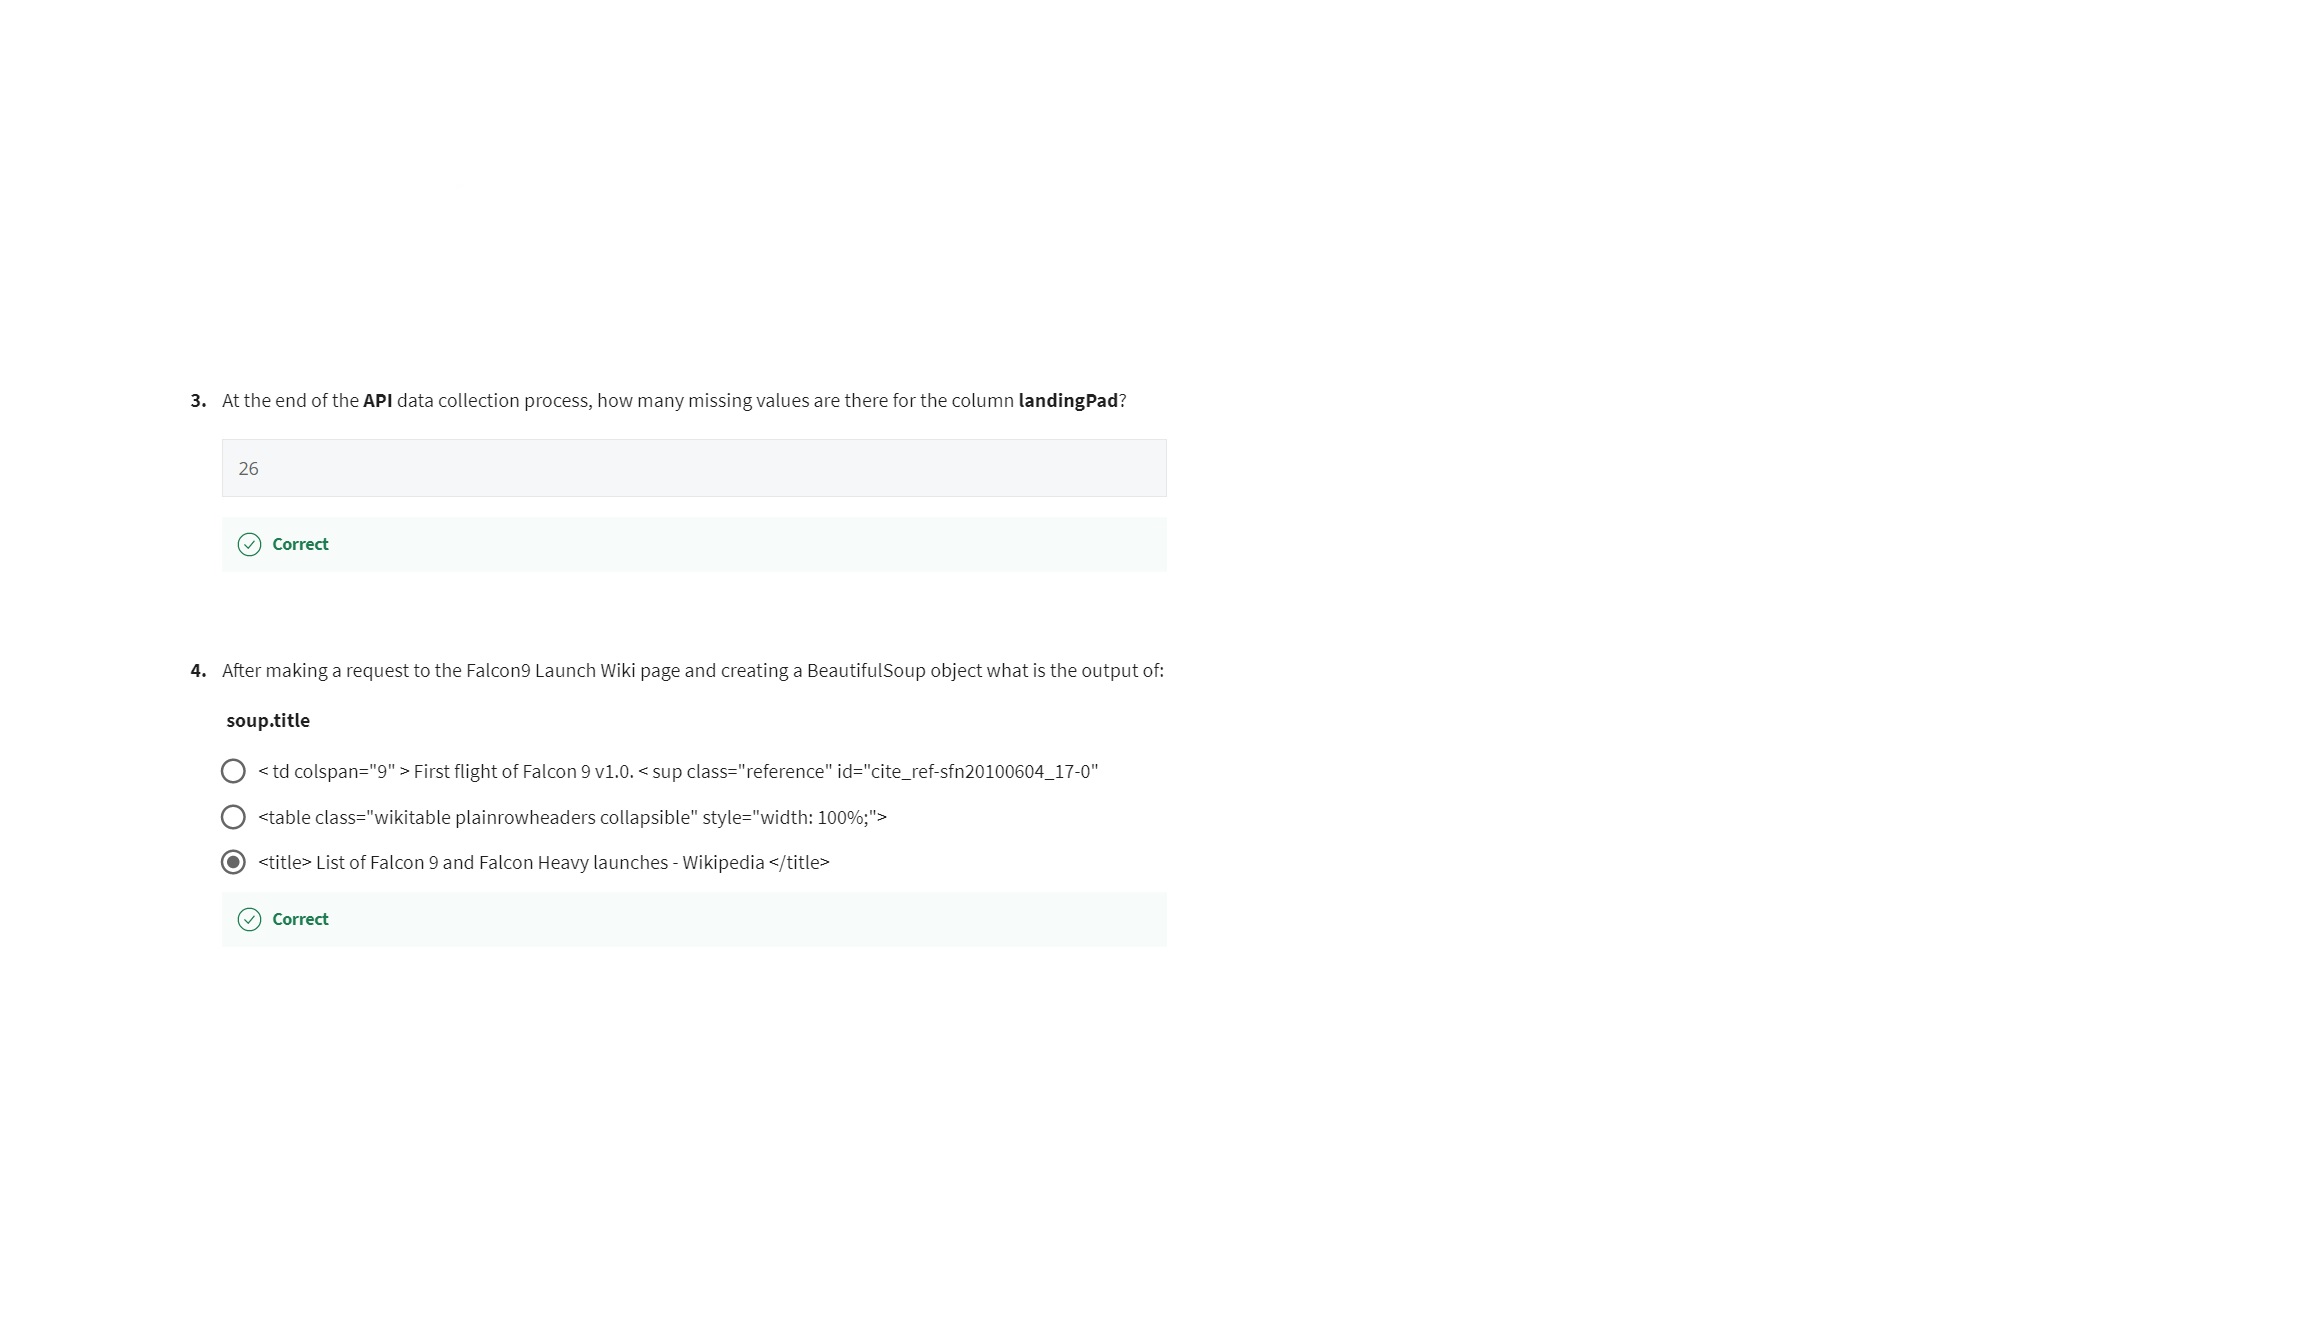 3. At the end of the API data collection process, how many missing values are there for the column landingPad?
26
Correct
4. After making a request to the Falcon9 Launch Wiki page and creating a BeautifulSoup object what is the output of:
soup.title
< td colspan="9" > First flight of Falcon 9 v1.0. < sup class="reference" id="cite_ref-sfn20100604_17-0"
<table class="wikitable plainrowheaders collapsible" style="width: 100%;">
<title> List of Falcon 9 and Falcon Heavy launches - Wikipedia </title>
Correct